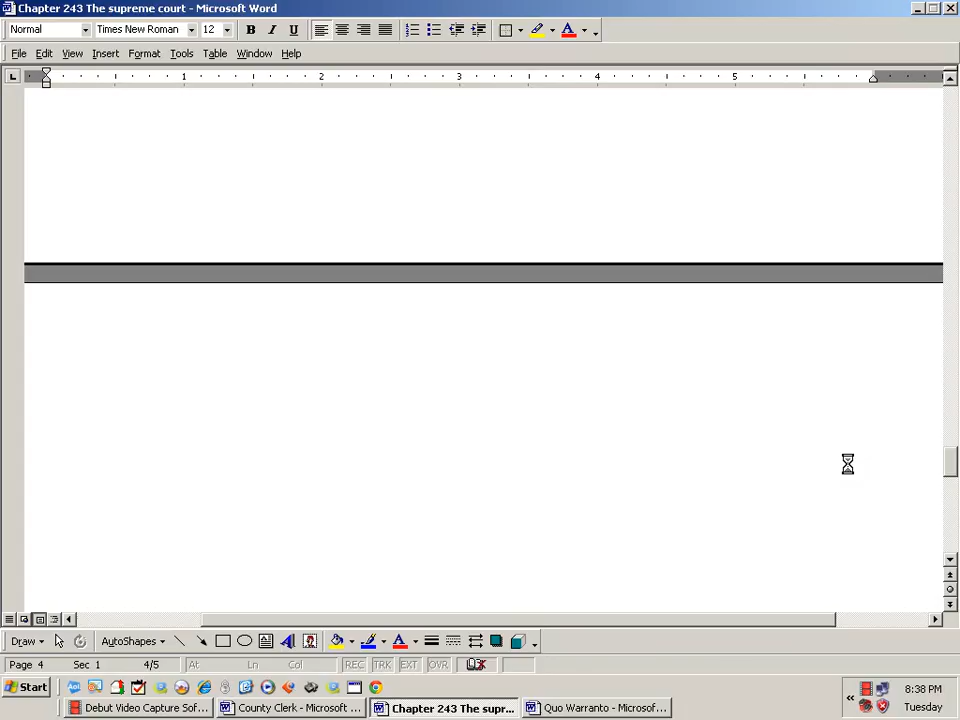 Chapter 243 The supreme court - Microsoft Word
Normal Times New Roman 12 B I U A
File Edit View Insert Format Tools Table Window Help
1 2 3 4 5
Draw AutoShapes A A
Page 4 Sec 1 4/5 At Ln Col REC TRK EXT OVR
Start 8:38 PM
Debut Video Capture Sof... County Clerk - Microsoft ... Chapter 243 The supr... Quo Warranto - Microsof... Tuesday